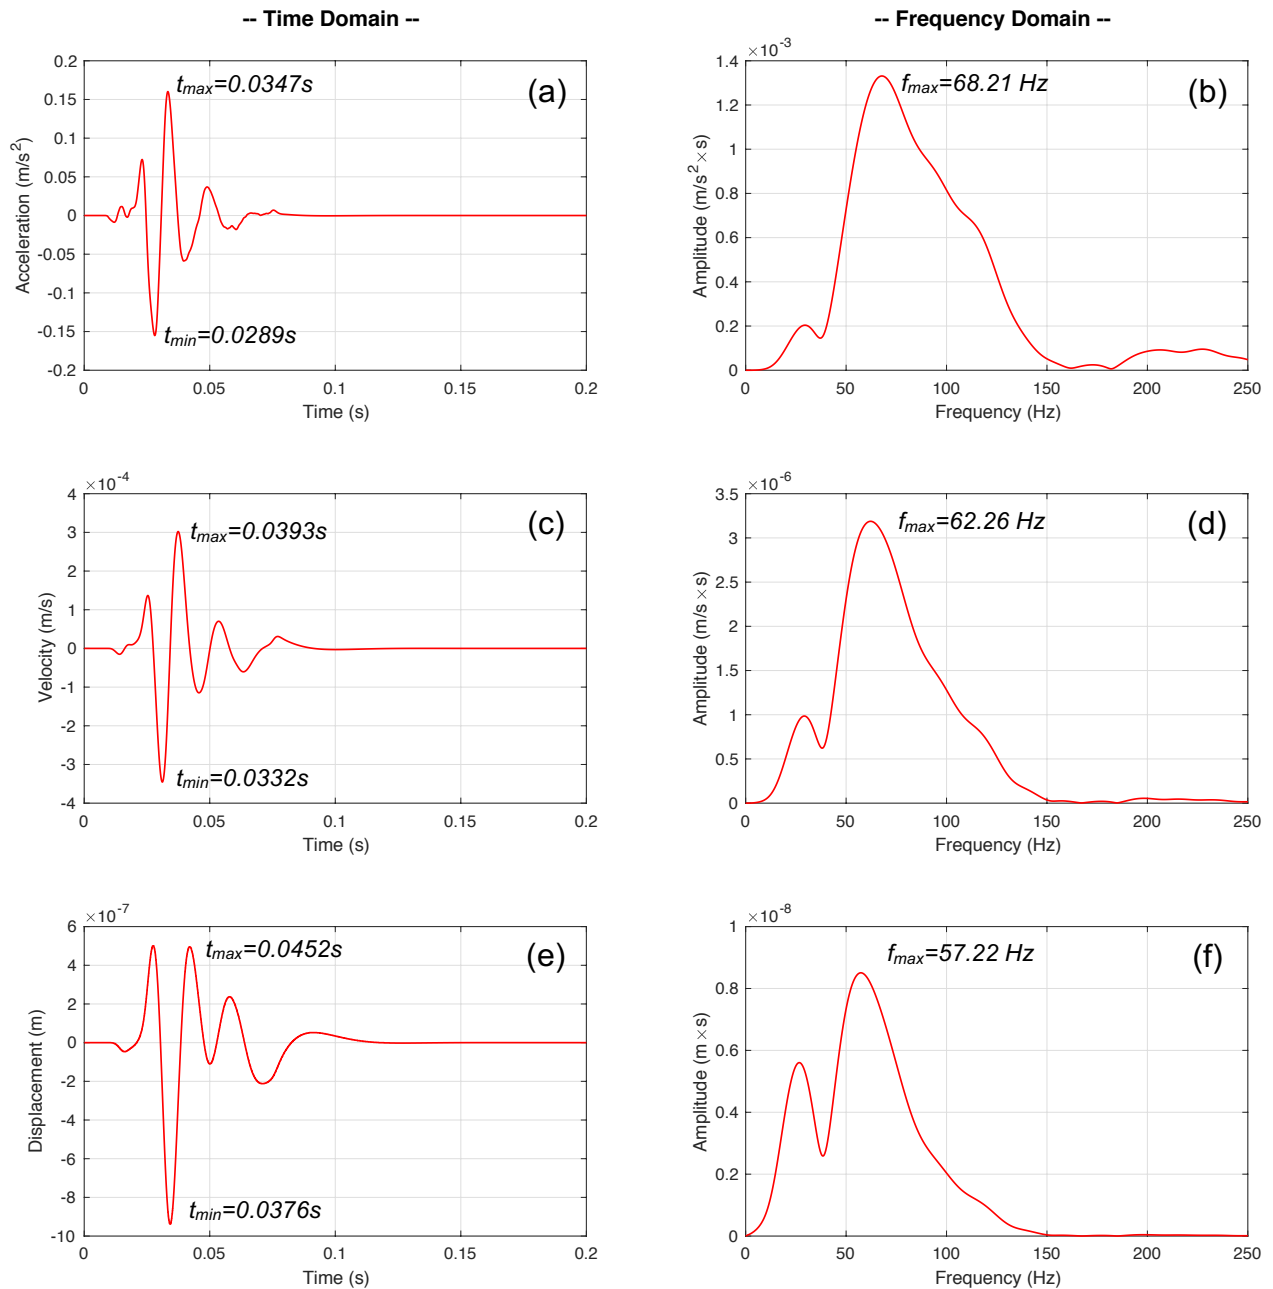 -- Time Domain --
-- Frequency Domain --
(a)
t_max=0.0347s
t_min=0.0289s
0.2
0.15
0.1
0.05
0
-0.05
-0.1
-0.15
-0.2
Acceleration (m/s²)
0 0.05 0.1 0.15 0.2
Time (s)
(b)
×10⁻³
f_max=68.21 Hz
1.4
1.2
1
0.8
0.6
0.4
0.2
0
Amplitude (m/s²×s)
0 50 100 150 200 250
Frequency (Hz)
(c)
×10⁻⁴
t_max=0.0393s
t_min=0.0332s
4
3
2
1
0
-1
-2
-3
-4
Velocity (m/s)
0 0.05 0.1 0.15 0.2
Time (s)
(d)
×10⁻⁶
f_max=62.26 Hz
3.5
3
2.5
2
1.5
1
0.5
0
Amplitude (m/s×s)
0 50 100 150 200 250
Frequency (Hz)
(e)
×10⁻⁷
t_max=0.0452s
t_min=0.0376s
6
4
2
0
-2
-4
-6
-8
-10
Displacement (m)
0 0.05 0.1 0.15 0.2
Time (s)
(f)
×10⁻⁸
f_max=57.22 Hz
1
0.8
0.6
0.4
0.2
0
Amplitude (m×s)
0 50 100 150 200 250
Frequency (Hz)